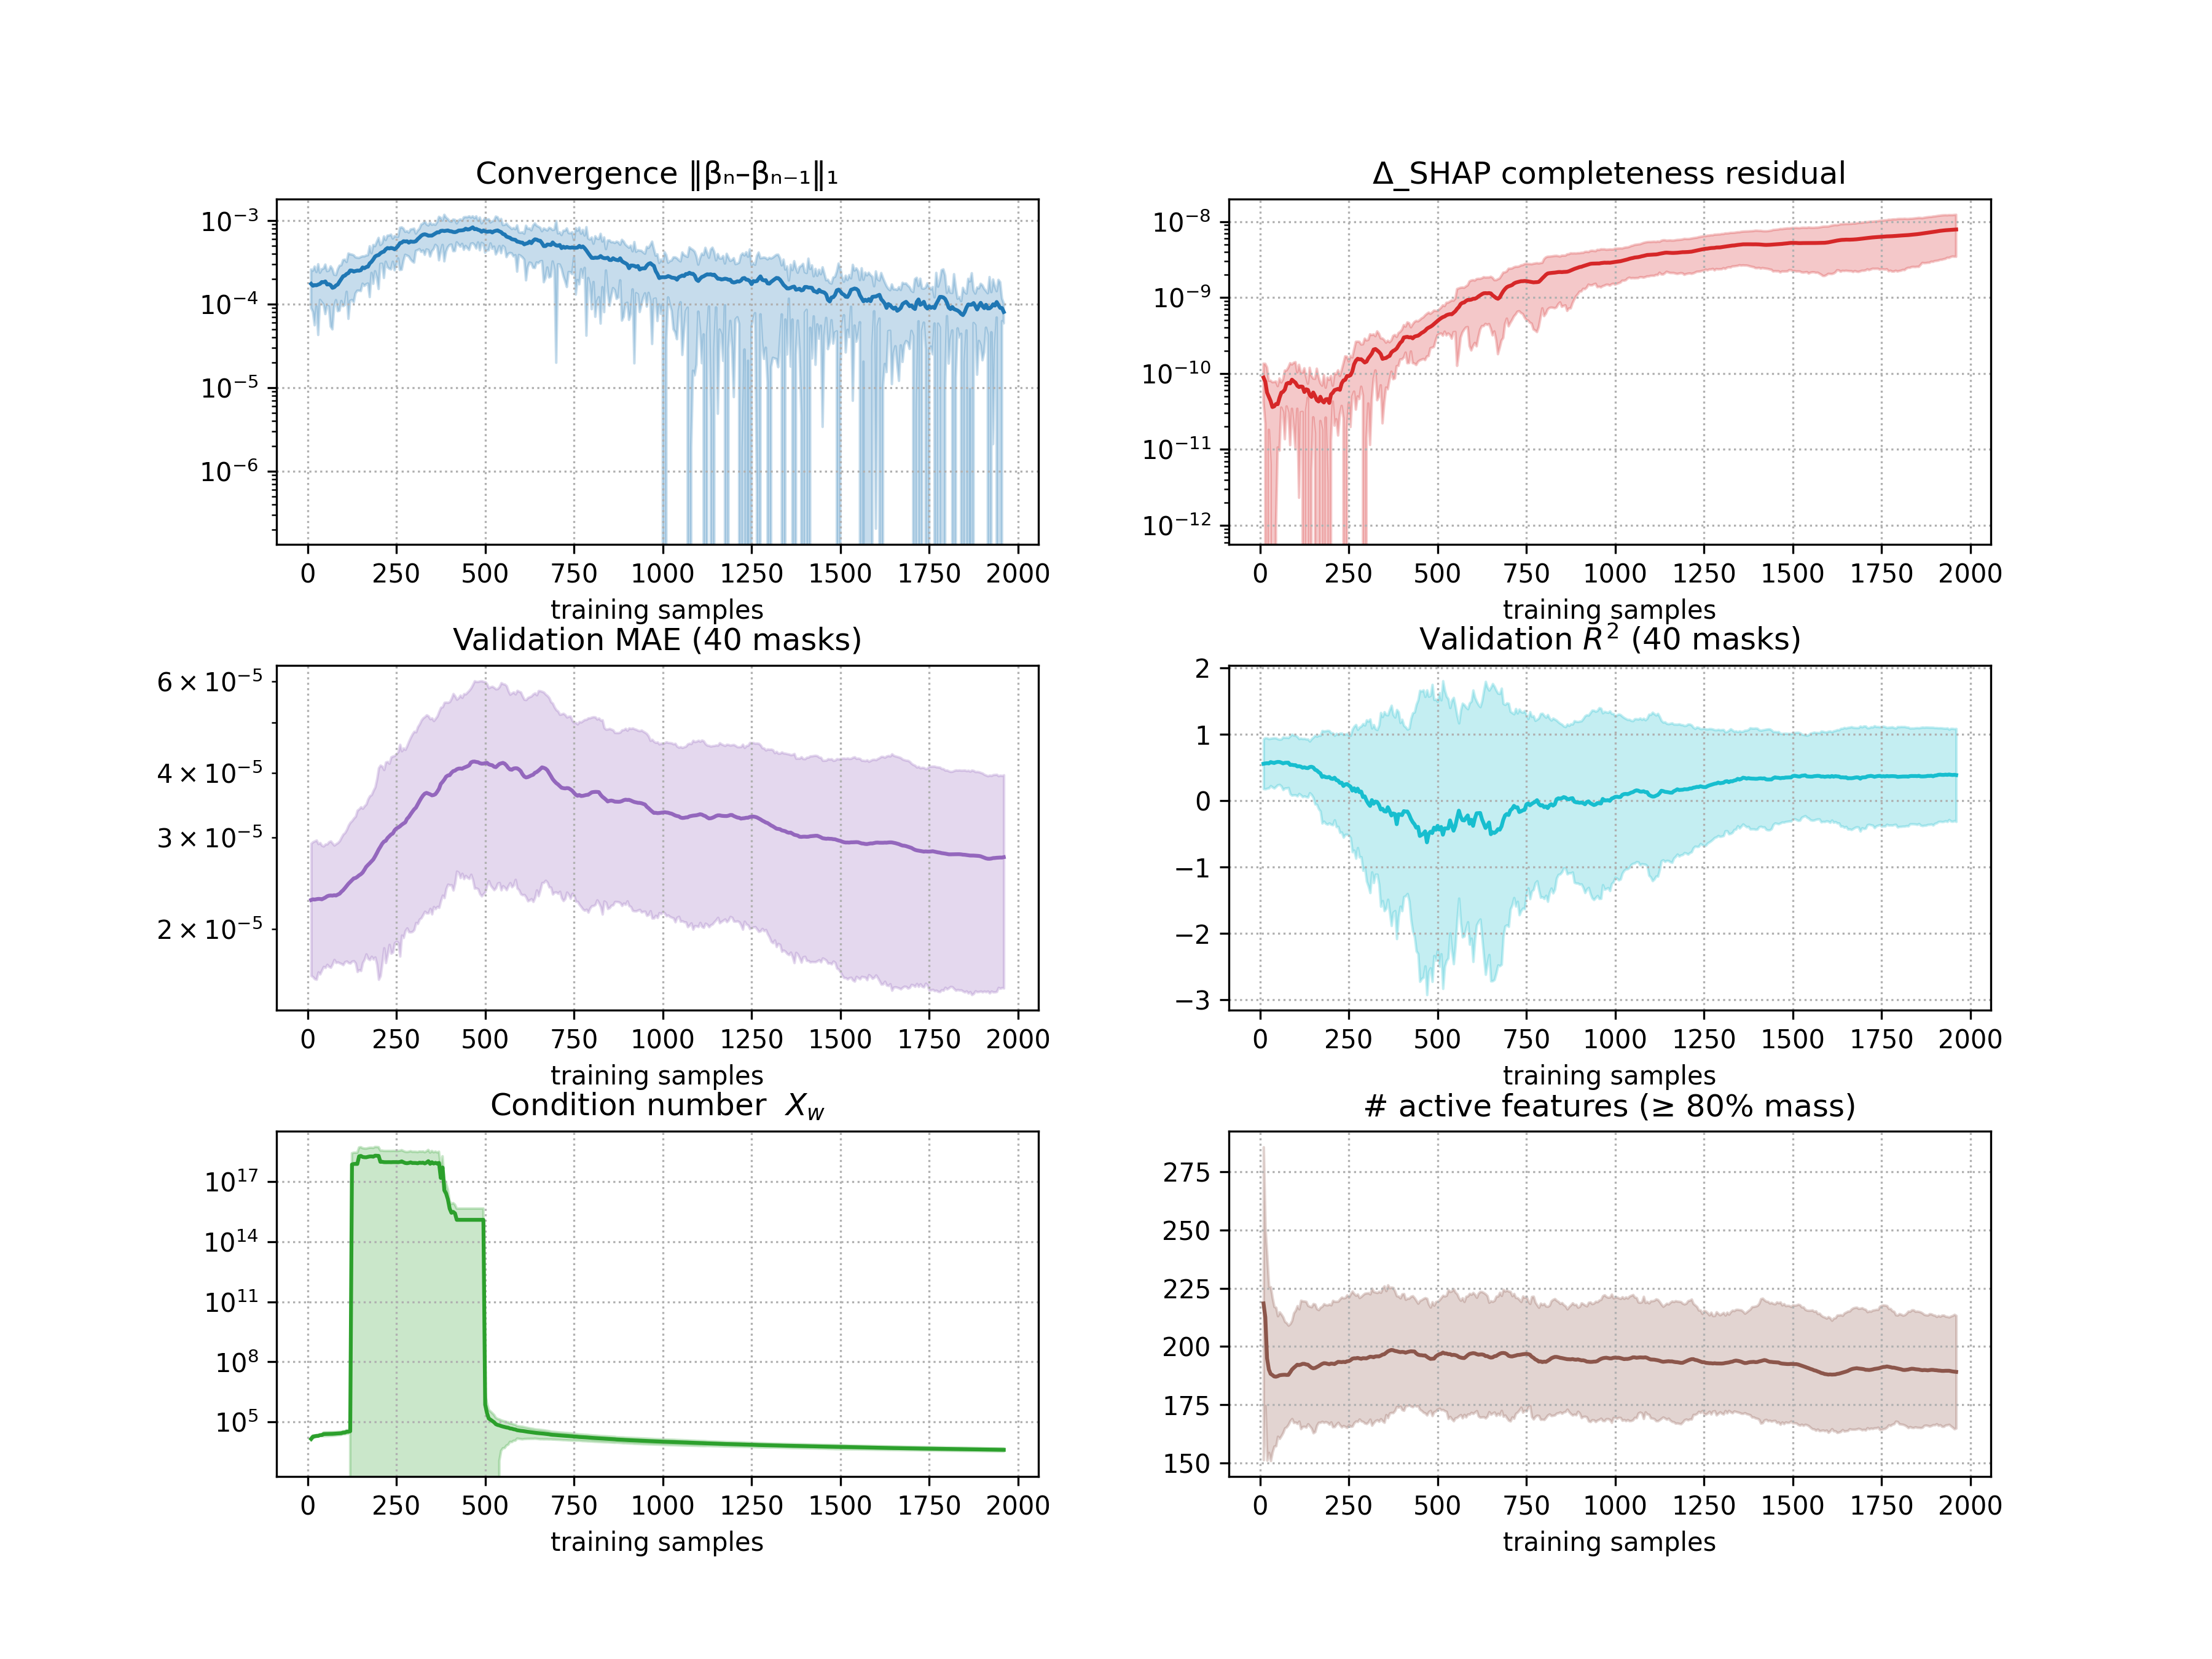 Convergence ‖βₙ–βₙ₋₁‖₁
10⁻³
10⁻⁴
10⁻⁵
10⁻⁶
0 250 500 750 1000 1250 1500 1750 2000
training samples
Δ_SHAP completeness residual
10⁻⁸
10⁻⁹
10⁻¹⁰
10⁻¹¹
10⁻¹²
0 250 500 750 1000 1250 1500 1750 2000
training samples
Validation MAE (40 masks)
6 × 10⁻⁵
4 × 10⁻⁵
3 × 10⁻⁵
2 × 10⁻⁵
0 250 500 750 1000 1250 1500 1750 2000
training samples
Validation R² (40 masks)
2
1
0
−1
−2
−3
0 250 500 750 1000 1250 1500 1750 2000
training samples
Condition number X_w
10¹⁷
10¹⁴
10¹¹
10⁸
10⁵
0 250 500 750 1000 1250 1500 1750 2000
training samples
# active features (≥ 80% mass)
275
250
225
200
175
150
0 250 500 750 1000 1250 1500 1750 2000
training samples